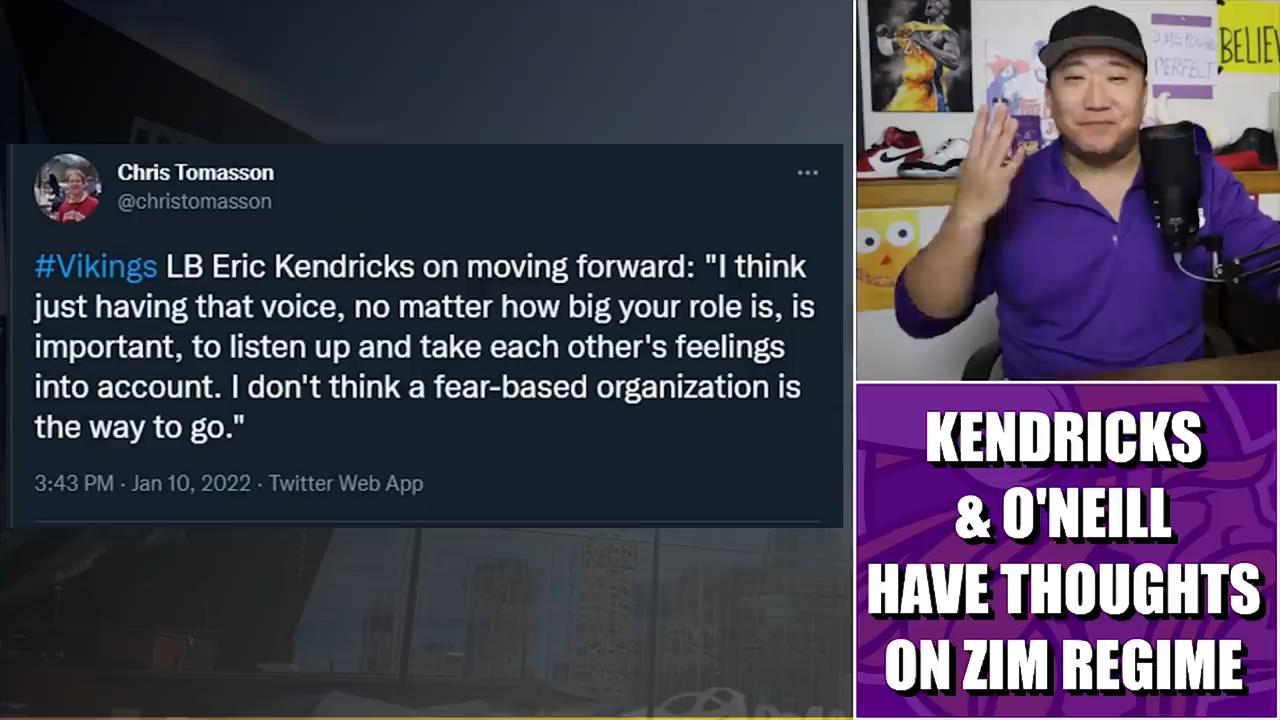 Chris Tomasson
@christomasson
#Vikings LB Eric Kendricks on moving forward: "I think
just having that voice, no matter how big your role is, is
important, to listen up and take each other's feelings
into account. I don't think a fear-based organization is
the way to go."
3:43 PM · Jan 10, 2022 · Twitter Web App
PERFECT
KENDRICKS
& O'NEILL
HAVE THOUGHTS
ON ZIM REGIME